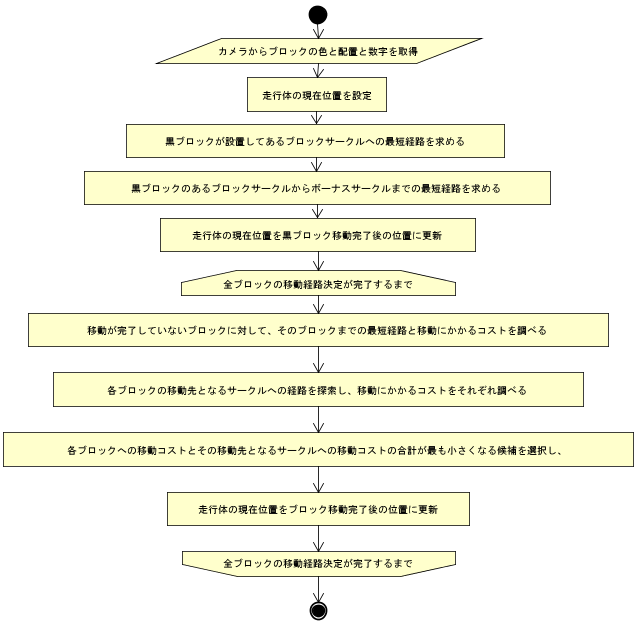 カメラからブロックの色と配置と数字を取得
走行体の現在位置を設定
黒ブロックが設置してあるブロックサークルへの最短経路を求める
黒ブロックのあるブロックサークルからボーナスサークルまでの最短経路を求める
走行体の現在位置を黒ブロック移動完了後の位置に更新
全ブロックの移動経路決定が完了するまで
移動が完了していないブロックに対して、そのブロックまでの最短経路と移動にかかるコストを調べる
各ブロックの移動先となるサークルへの経路を探索し、移動にかかるコストをそれぞれ調べる
各ブロックへの移動コストとその移動先となるサークルへの移動コストの合計が最も小さくなる候補を選択し、
走行体の現在位置をブロック移動完了後の位置に更新
全ブロックの移動経路決定が完了するまで